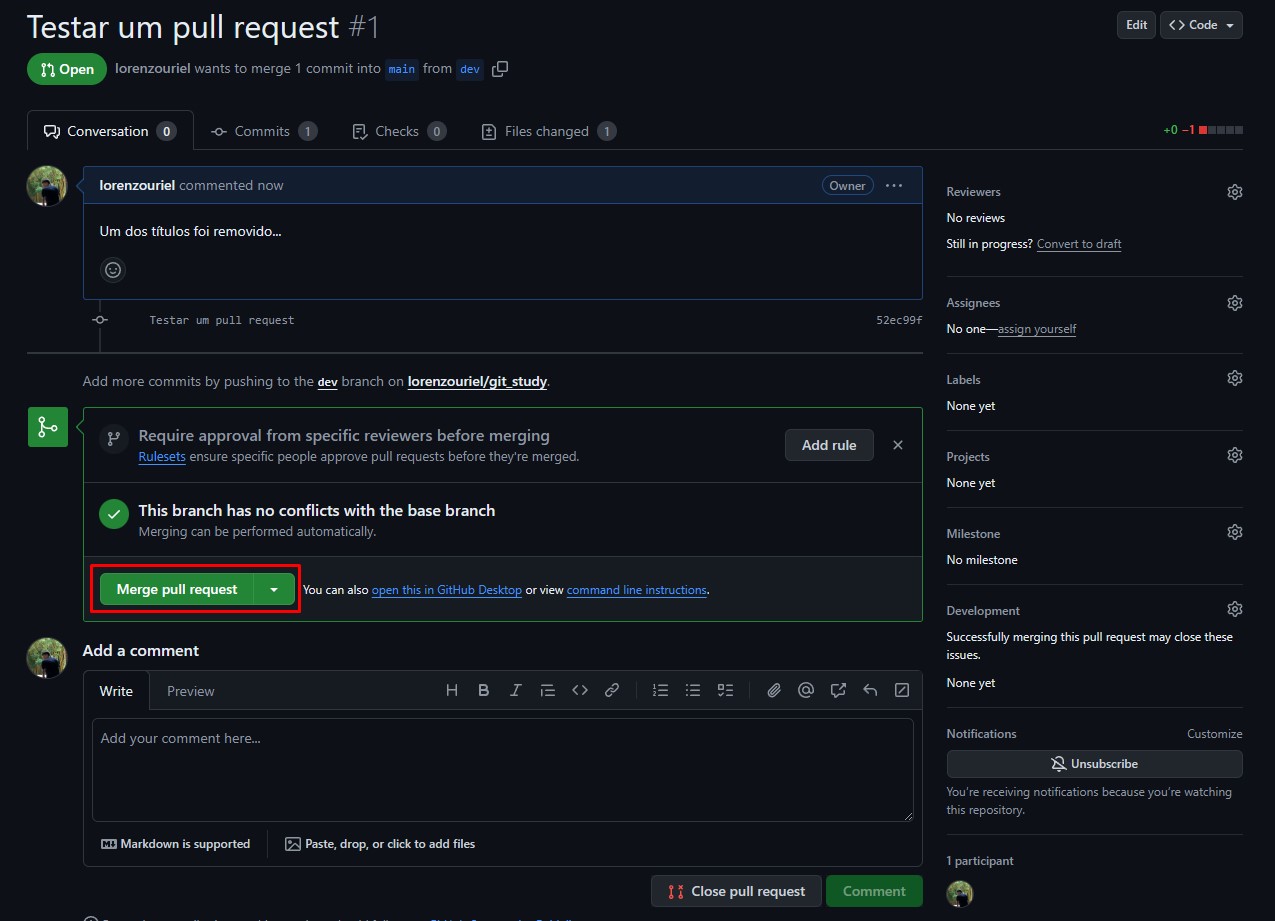 Testar um pull request #1
Edit
Code
Open
lorenzouriel wants to merge 1 commit into main from dev
Conversation 0
Commits 1
Checks 0
Files changed 1
+0 −1
lorenzouriel commented now
Owner
Um dos títulos foi removido...
Testar um pull request
52ec99f
Add more commits by pushing to the dev branch on lorenzouriel/git_study.
Require approval from specific reviewers before merging
Rulesets ensure specific people approve pull requests before they're merged.
Add rule
This branch has no conflicts with the base branch
Merging can be performed automatically.
Merge pull request
You can also open this in GitHub Desktop or view command line instructions.
Add a comment
Write
Preview
Add your comment here...
Markdown is supported
Paste, drop, or click to add files
Close pull request
Comment
Reviewers
No reviews
Still in progress? Convert to draft
Assignees
No one—assign yourself
Labels
None yet
Projects
None yet
Milestone
No milestone
Development
Successfully merging this pull request may close these
issues.
None yet
Notifications
Customize
Unsubscribe
You're receiving notifications because you're watching
this repository.
1 participant